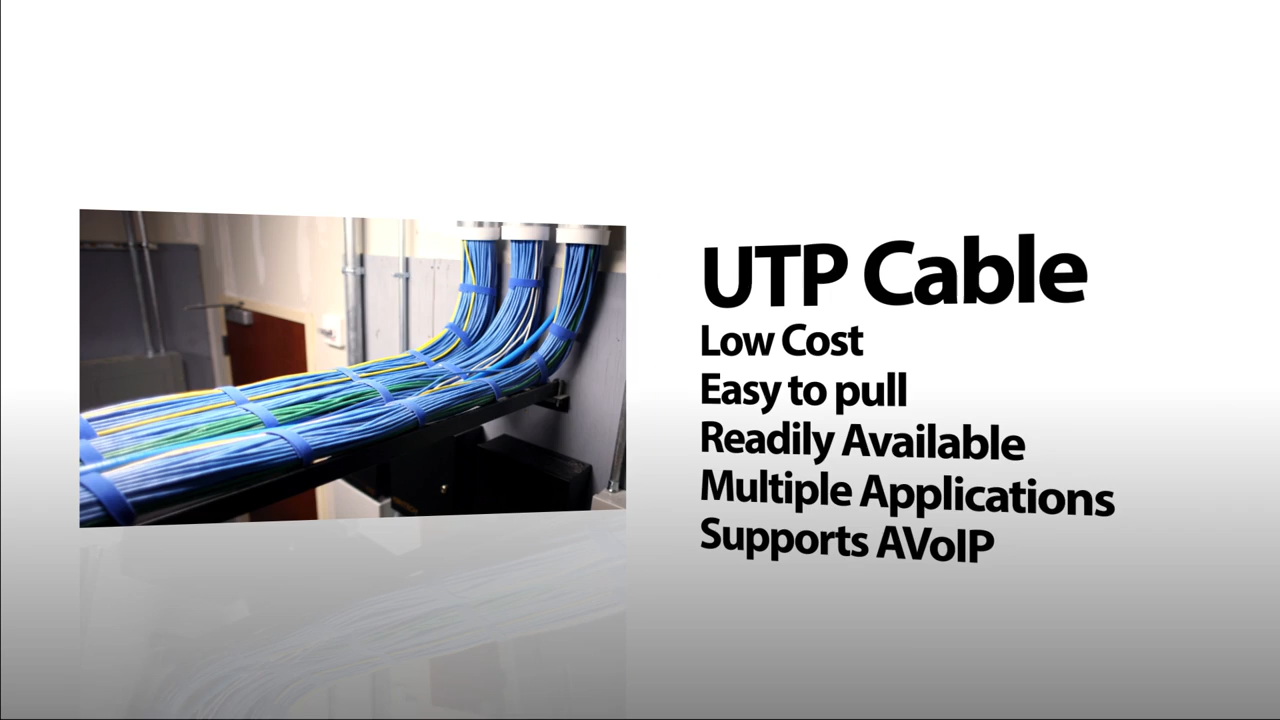 UTP Cable
Low Cost
Easy to pull
Readily Available
Multiple Applications
Supports AVoIP